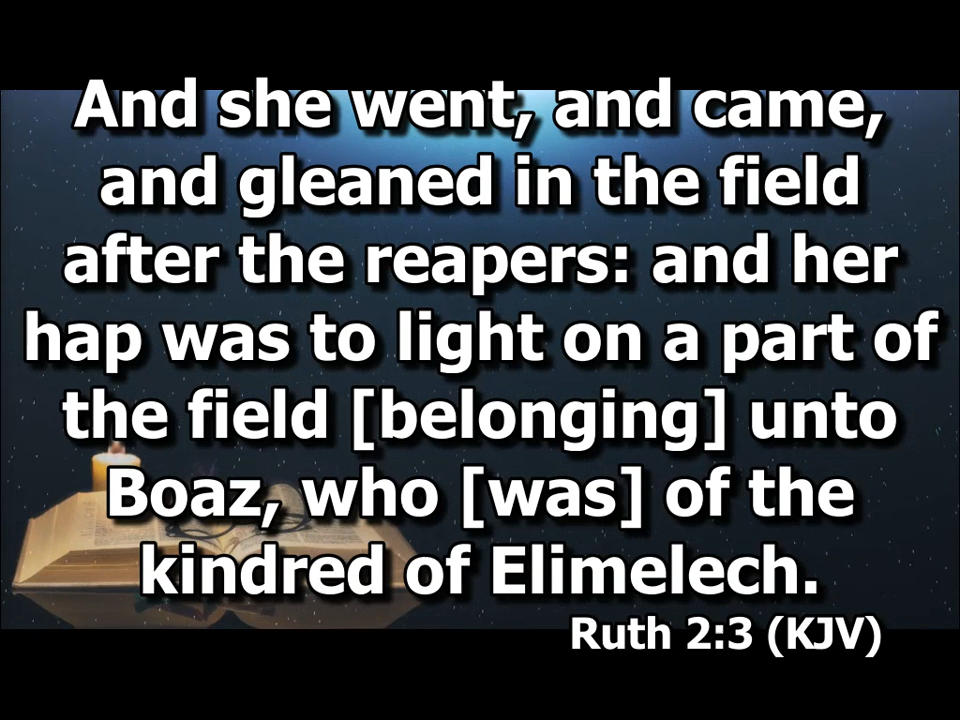 And she went, and came,
and gleaned in the field
after the reapers: and her
hap was to light on a part of
the field [belonging] unto
Boaz, who [was] of the
kindred of Elimelech.
Ruth 2:3 (KJV)